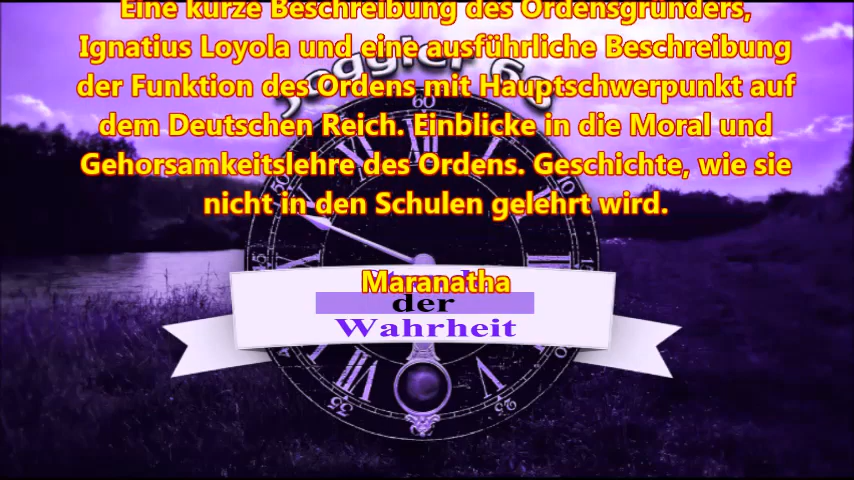 Eine kurze Beschreibung des Ordensgründers,
Ignatius Loyola und eine ausführliche Beschreibung
der Funktion des Ordens mit Hauptschwerpunkt auf
dem Deutschen Reich. Einblicke in die Moral und
Gehorsamkeitslehre des Ordens. Geschichte, wie sie
nicht in den Schulen gelehrt wird.
60
Maranatha
der
Wahrheit